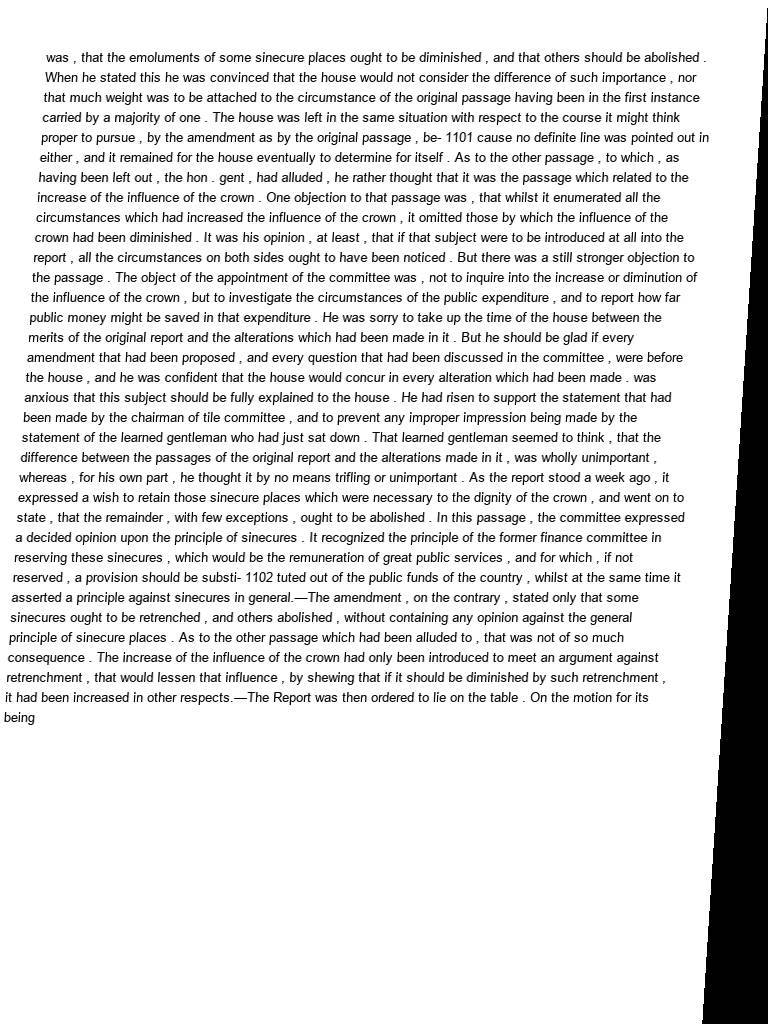 was , that the emoluments of some sinecure places ought to be diminished , and that others should be abolished .
When he stated this he was convinced that the house would not consider the difference of such importance , nor
that much weight was to be attached to the circumstance of the original passage having been in the first instance
carried by a majority of one . The house was left in the same situation with respect to the course it might think
proper to pursue , by the amendment as by the original passage , be- 1101 cause no definite line was pointed out in
either , and it remained for the house eventually to determine for itself . As to the other passage , to which , as
having been left out , the hon . gent , had alluded , he rather thought that it was the passage which related to the
increase of the influence of the crown . One objection to that passage was , that whilst it enumerated all the
circumstances which had increased the influence of the crown , it omitted those by which the influence of the
crown had been diminished . It was his opinion , at least , that if that subject were to be introduced at all into the
report , all the circumstances on both sides ought to have been noticed . But there was a still stronger objection to
the passage . The object of the appointment of the committee was , not to inquire into the increase or diminution of
the influence of the crown , but to investigate the circumstances of the public expenditure , and to report how far
public money might be saved in that expenditure . He was sorry to take up the time of the house between the
merits of the original report and the alterations which had been made in it . But he should be glad if every
amendment that had been proposed , and every question that had been discussed in the committee , were before
the house , and he was confident that the house would concur in every alteration which had been made . was
anxious that this subject should be fully explained to the house . He had risen to support the statement that had
been made by the chairman of tile committee , and to prevent any improper impression being made by the
statement of the learned gentleman who had just sat down . That learned gentleman seemed to think , that the
difference between the passages of the original report and the alterations made in it , was wholly unimportant ,
whereas , for his own part , he thought it by no means trifling or unimportant . As the report stood a week ago , it
expressed a wish to retain those sinecure places which were necessary to the dignity of the crown , and went on to
state , that the remainder , with few exceptions , ought to be abolished . In this passage , the committee expressed
a decided opinion upon the principle of sinecures . It recognized the principle of the former finance committee in
reserving these sinecures , which would be the remuneration of great public services , and for which , if not
reserved , a provision should be substi- 1102 tuted out of the public funds of the country , whilst at the same time it
asserted a principle against sinecures in general.—The amendment , on the contrary , stated only that some
sinecures ought to be retrenched , and others abolished , without containing any opinion against the general
principle of sinecure places . As to the other passage which had been alluded to , that was not of so much
consequence . The increase of the influence of the crown had only been introduced to meet an argument against
retrenchment , that would lessen that influence , by shewing that if it should be diminished by such retrenchment ,
it had been increased in other respects.—The Report was then ordered to lie on the table . On the motion for its
being